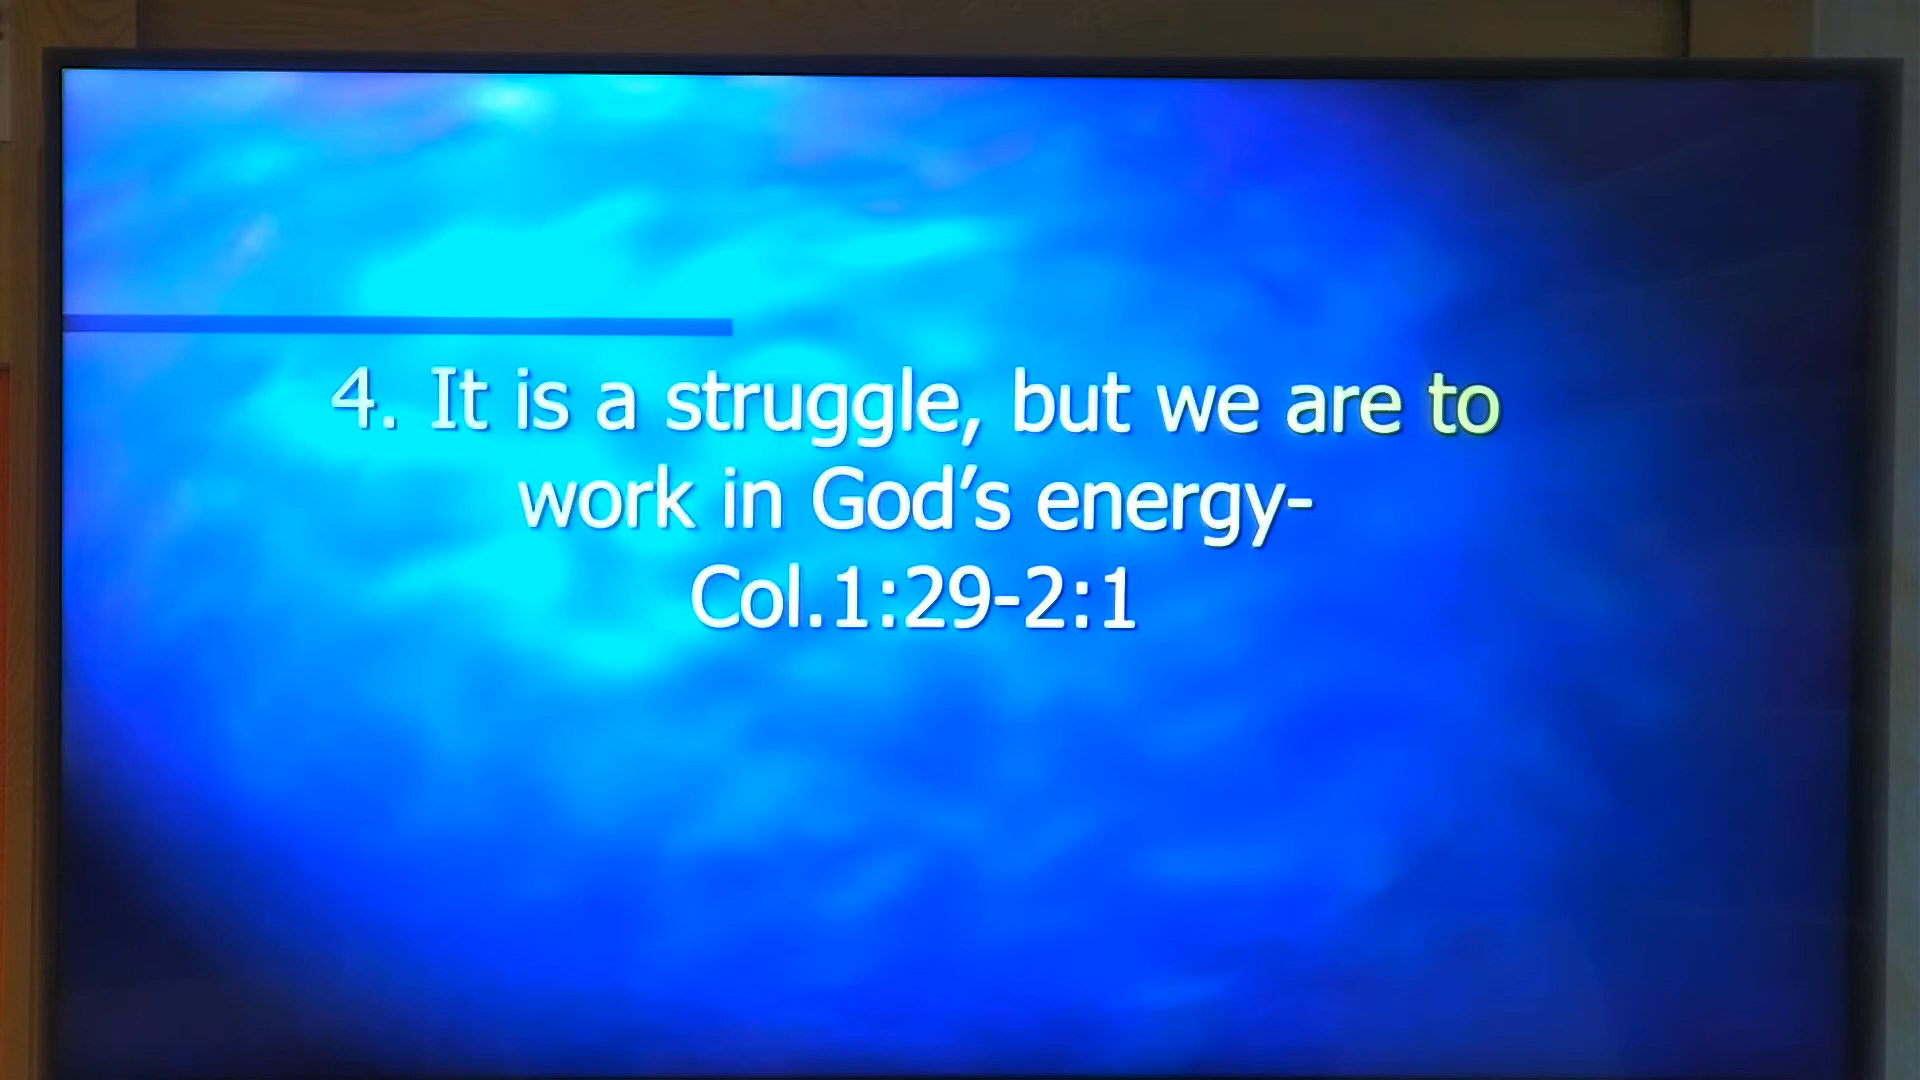 4. It is a struggle, but we are to
work in God’s energy-
Col.1:29-2:1